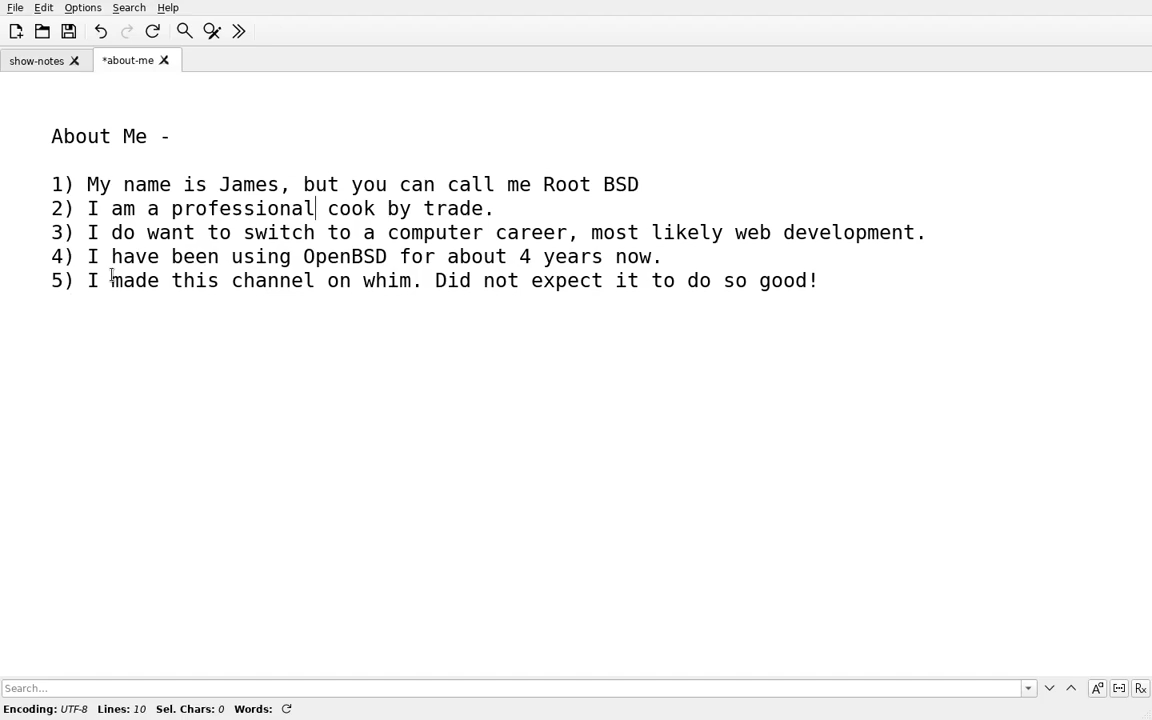 File Edit Options Search Help
show-notes *about-me
About Me -
1) My name is James, but you can call me Root BSD
2) I am a professional cook by trade.
3) I do want to switch to a computer career, most likely web development.
4) I have been using OpenBSD for about 4 years now.
5) I made this channel on whim. Did not expect it to do so good!
Search...
Encoding: UTF-8 Lines: 10 Sel. Chars: 0 Words: